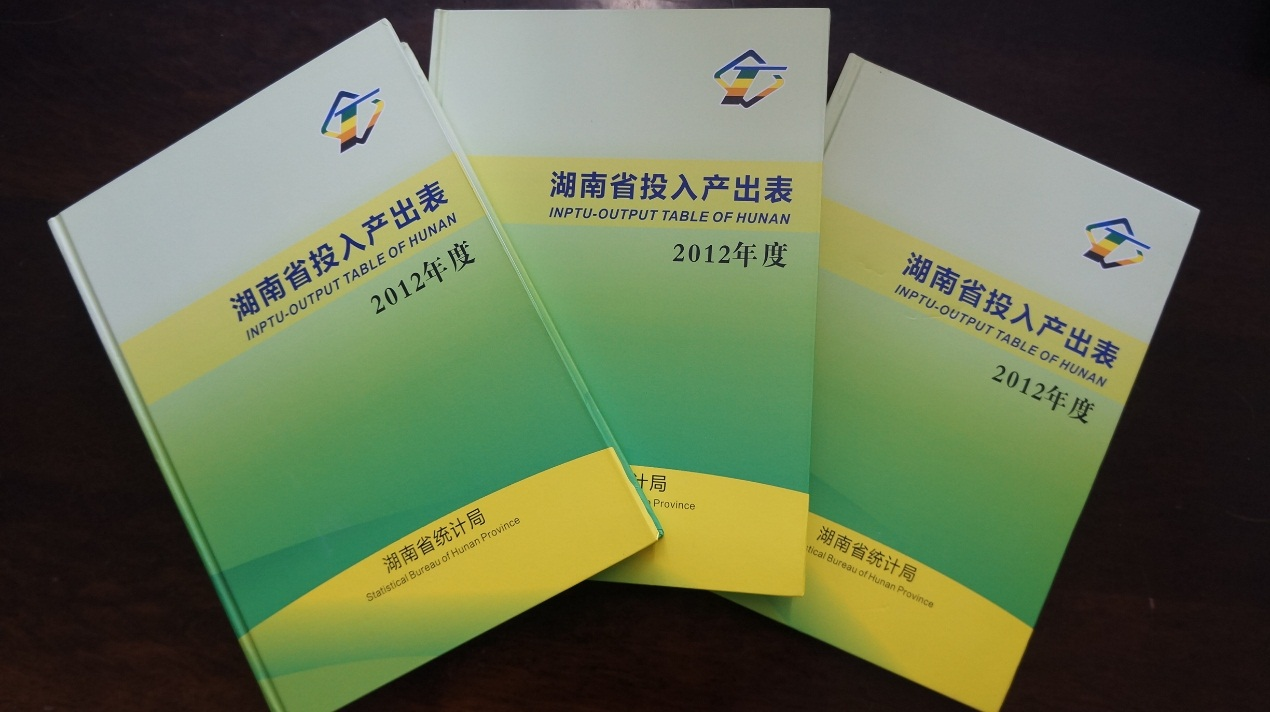 湖南省投入产出表
INPTU-OUTPUT TABLE OF HUNAN
2012年度
湖南省统计局
Statistical Bureau of Hunan Province
湖南省投入产出表
INPTU-OUTPUT TABLE OF HUNAN
2012年度
计局
Province
湖南省投入产出表
INPTU-OUTPUT TABLE OF HUNAN
2012年度
湖南省统计局
Bureau of Hunan Province